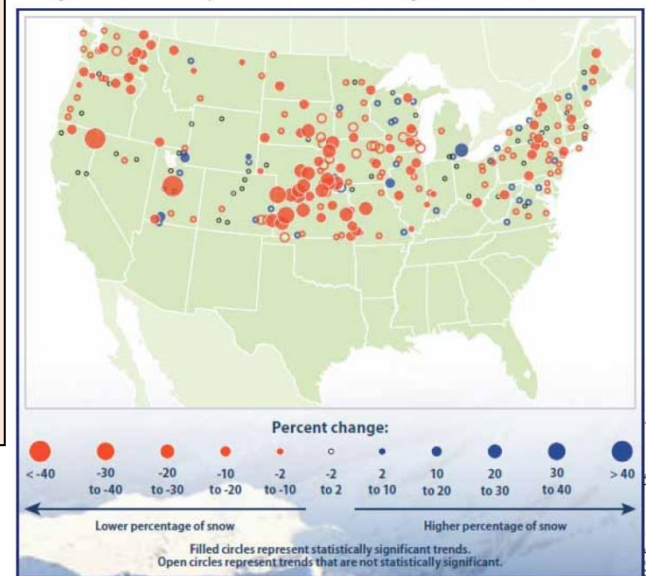 Percent change:
< -40 -30 to -40 -20 to -30 -10 to -20 -2 to -10 -2 to 2 2 to 10 10 to 20 20 to 30 30 to 40 > 40
Lower percentage of snow Higher percentage of snow
Filled circles represent statistically significant trends.
Open circles represent trends that are not statistically significant.